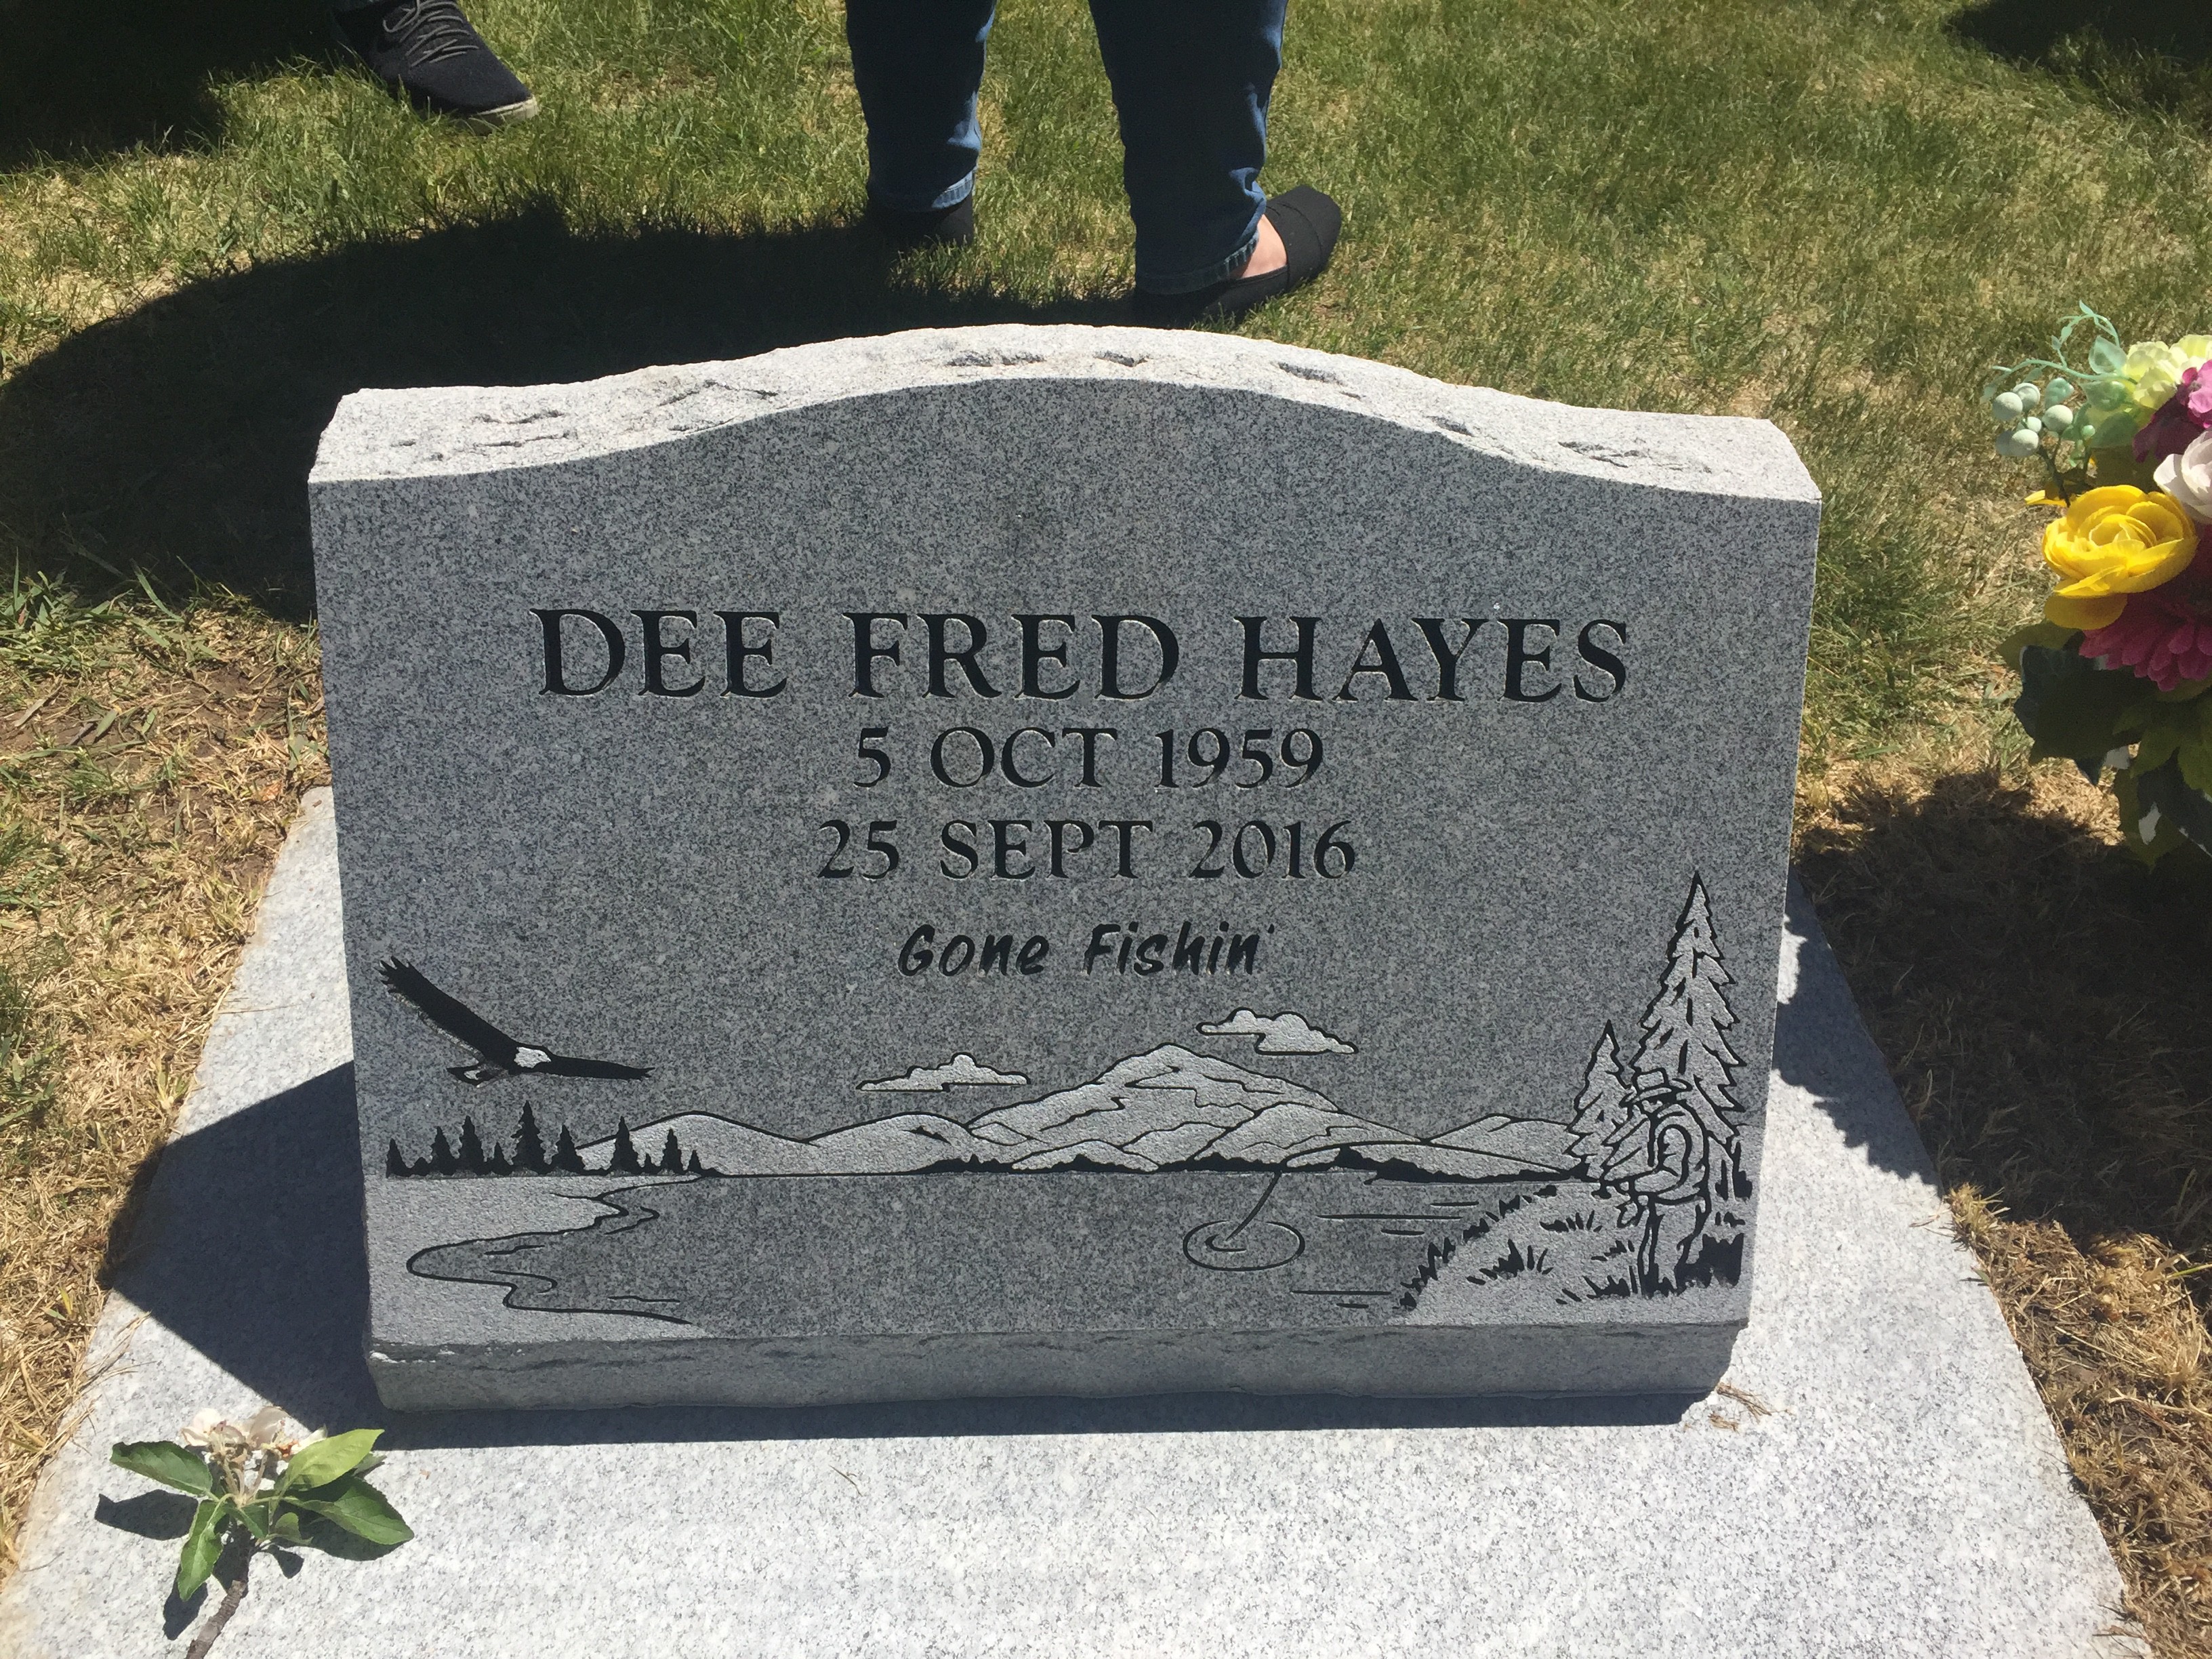 DEE FRED HAYES
5 OCT 1959
25 SEPT 2016
Gone Fishin'